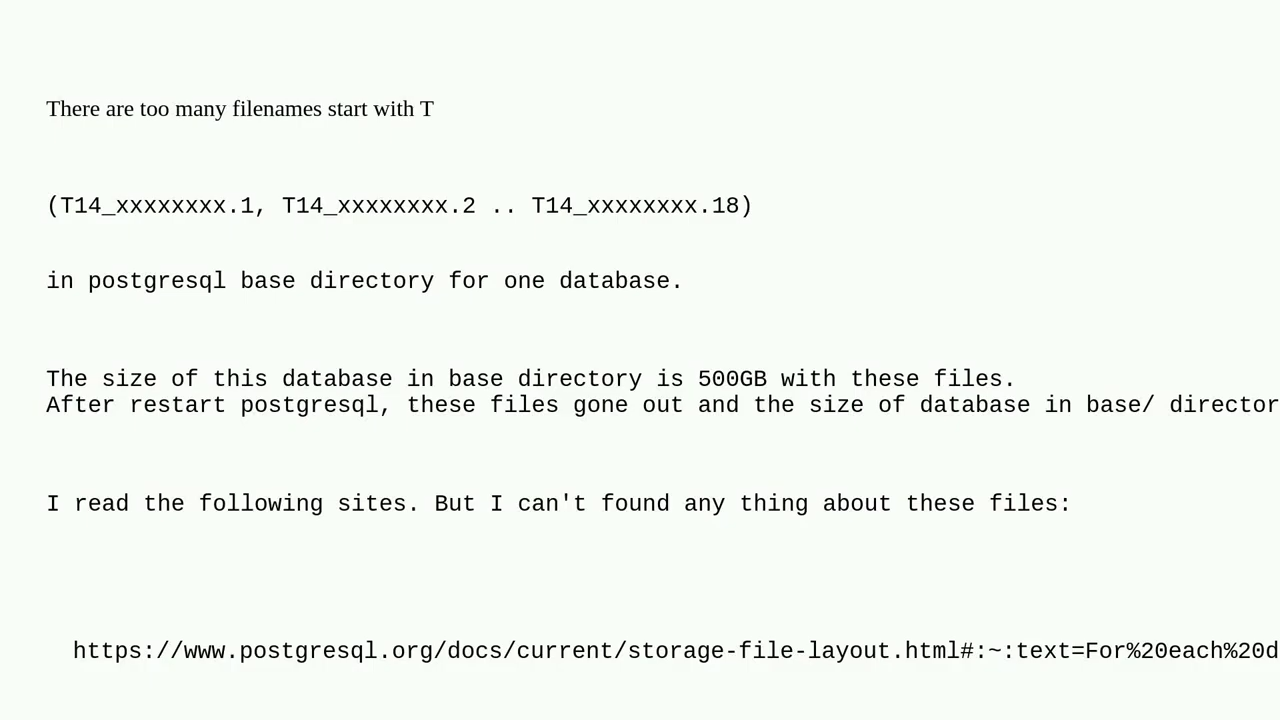 There are too many filenames start with T
(T14_xxxxxxxx.1, T14_xxxxxxxx.2 .. T14_xxxxxxxx.18)
in postgresql base directory for one database.
The size of this database in base directory is 500GB with these files.
After restart postgresql, these files gone out and the size of database in base/ director
I read the following sites. But I can't found any thing about these files:
https://www.postgresql.org/docs/current/storage-file-layout.html#:~:text=For%20each%20d